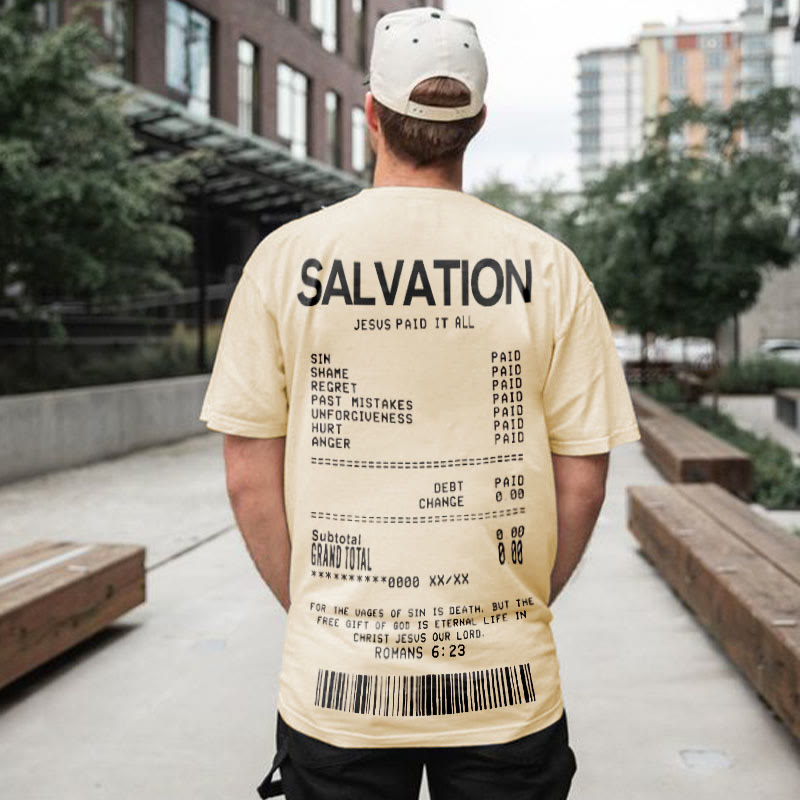 SALVATION
JESUS PAID IT ALL
SIN PAID
SHAME PAID
REGRET PAID
PAST MISTAKES PAID
UNFORGIVENESS PAID
HURT PAID
ANGER PAID
DEBT PAID
CHANGE 0.00
Subtotal 0 00
GRAND TOTAL 0 00
**********0000 XX/XX
FOR THE WAGES OF SIN IS DEATH, BUT THE
FREE GIFT OF GOD IS ETERNAL LIFE IN
CHRIST JESUS OUR LORD.
ROMANS 6:23